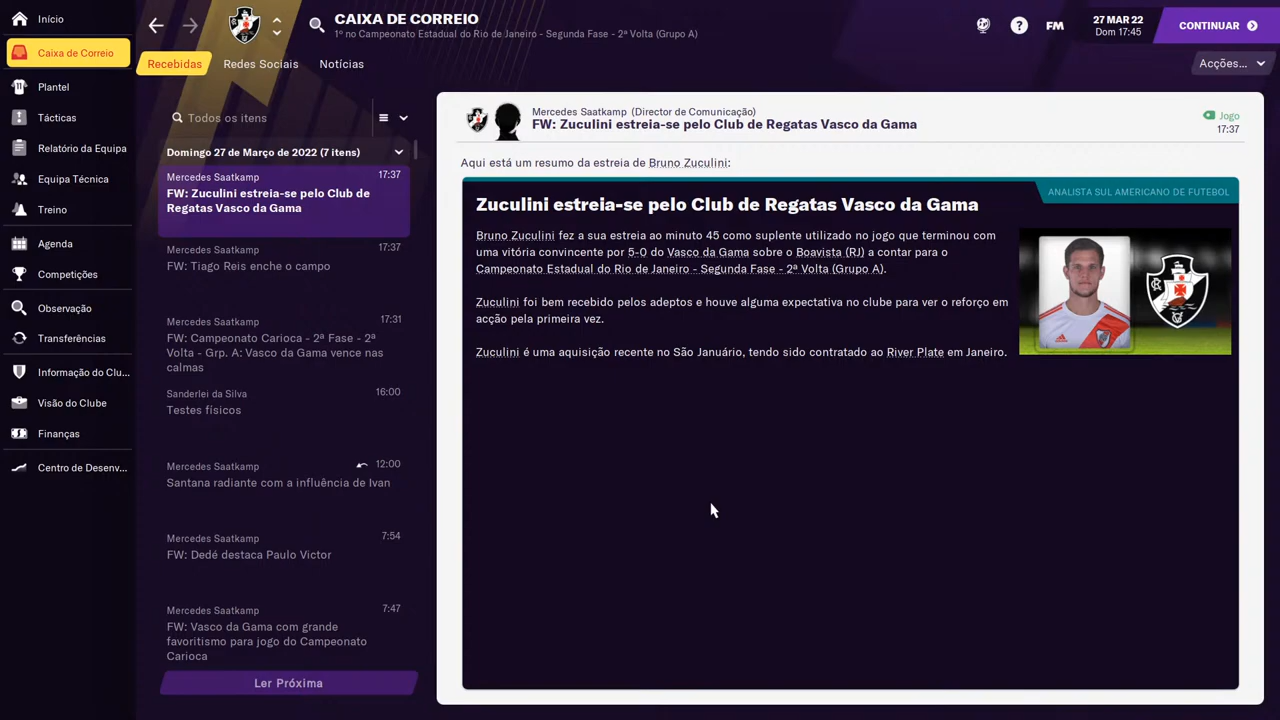 Início
Caixa de Correio
Plantel
Tácticas
Relatório da Equipa
Equipa Técnica
Treino
Agenda
Competições
Observação
Transferências
Informação do Clu...
Visão do Clube
Finanças
Centro de Desenv...
CAIXA DE CORREIO
1º no Campeonato Estadual do Rio de Janeiro - Segunda Fase - 2ª Volta (Grupo A)
?
FM
27 MAR 22
Dom 17:45
CONTINUAR
Recebidas
Redes Sociais
Notícias
Acções...
Todos os itens
Domingo 27 de Março de 2022 (7 itens)
Mercedes Saatkamp 17:37
FW: Zuculini estreia-se pelo Club de
Regatas Vasco da Gama
Mercedes Saatkamp 17:37
FW: Tiago Reis enche o campo
Mercedes Saatkamp 17:31
FW: Campeonato Carioca - 2ª Fase - 2ª
Volta - Grp. A: Vasco da Gama vence nas
calmas
Sanderlei da Silva 16:00
Testes físicos
Mercedes Saatkamp 12:00
Santana radiante com a influência de Ivan
Mercedes Saatkamp 7:54
FW: Dedé destaca Paulo Victor
Mercedes Saatkamp 7:47
FW: Vasco da Gama com grande
favoritismo para jogo do Campeonato
Carioca
Ler Próxima
Mercedes Saatkamp (Director de Comunicação)
FW: Zuculini estreia-se pelo Club de Regatas Vasco da Gama
Jogo
17:37
Aqui está um resumo da estreia de Bruno Zuculini:
ANALISTA SUL AMERICANO DE FUTEBOL
Zuculini estreia-se pelo Club de Regatas Vasco da Gama
Bruno Zuculini fez a sua estreia ao minuto 45 como suplente utilizado no jogo que terminou com
uma vitória convincente por 5-0 do Vasco da Gama sobre o Boavista (RJ) a contar para o
Campeonato Estadual do Rio de Janeiro - Segunda Fase - 2ª Volta (Grupo A).
Zuculini foi bem recebido pelos adeptos e houve alguma expectativa no clube para ver o reforço em
acção pela primeira vez.
Zuculini é uma aquisição recente no São Januário, tendo sido contratado ao River Plate em Janeiro.